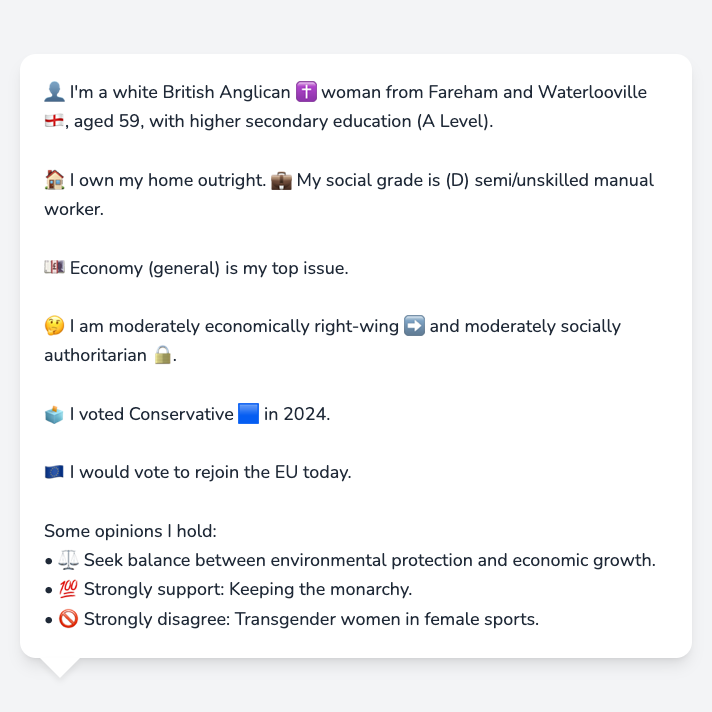 👤 I'm a white British Anglican ✝️ woman from Fareham and Waterlooville
🏴󠁧󠁢󠁥󠁮󠁧󠁿, aged 59, with higher secondary education (A Level).
🏠 I own my home outright. 💼 My social grade is (D) semi/unskilled manual
worker.
💷 Economy (general) is my top issue.
🤔 I am moderately economically right-wing ➡️ and moderately socially
authoritarian 🔒.
🗳️ I voted Conservative 🟦 in 2024.
🇪🇺 I would vote to rejoin the EU today.
Some opinions I hold:
• ⚖️ Seek balance between environmental protection and economic growth.
• 💯 Strongly support: Keeping the monarchy.
• 🚫 Strongly disagree: Transgender women in female sports.